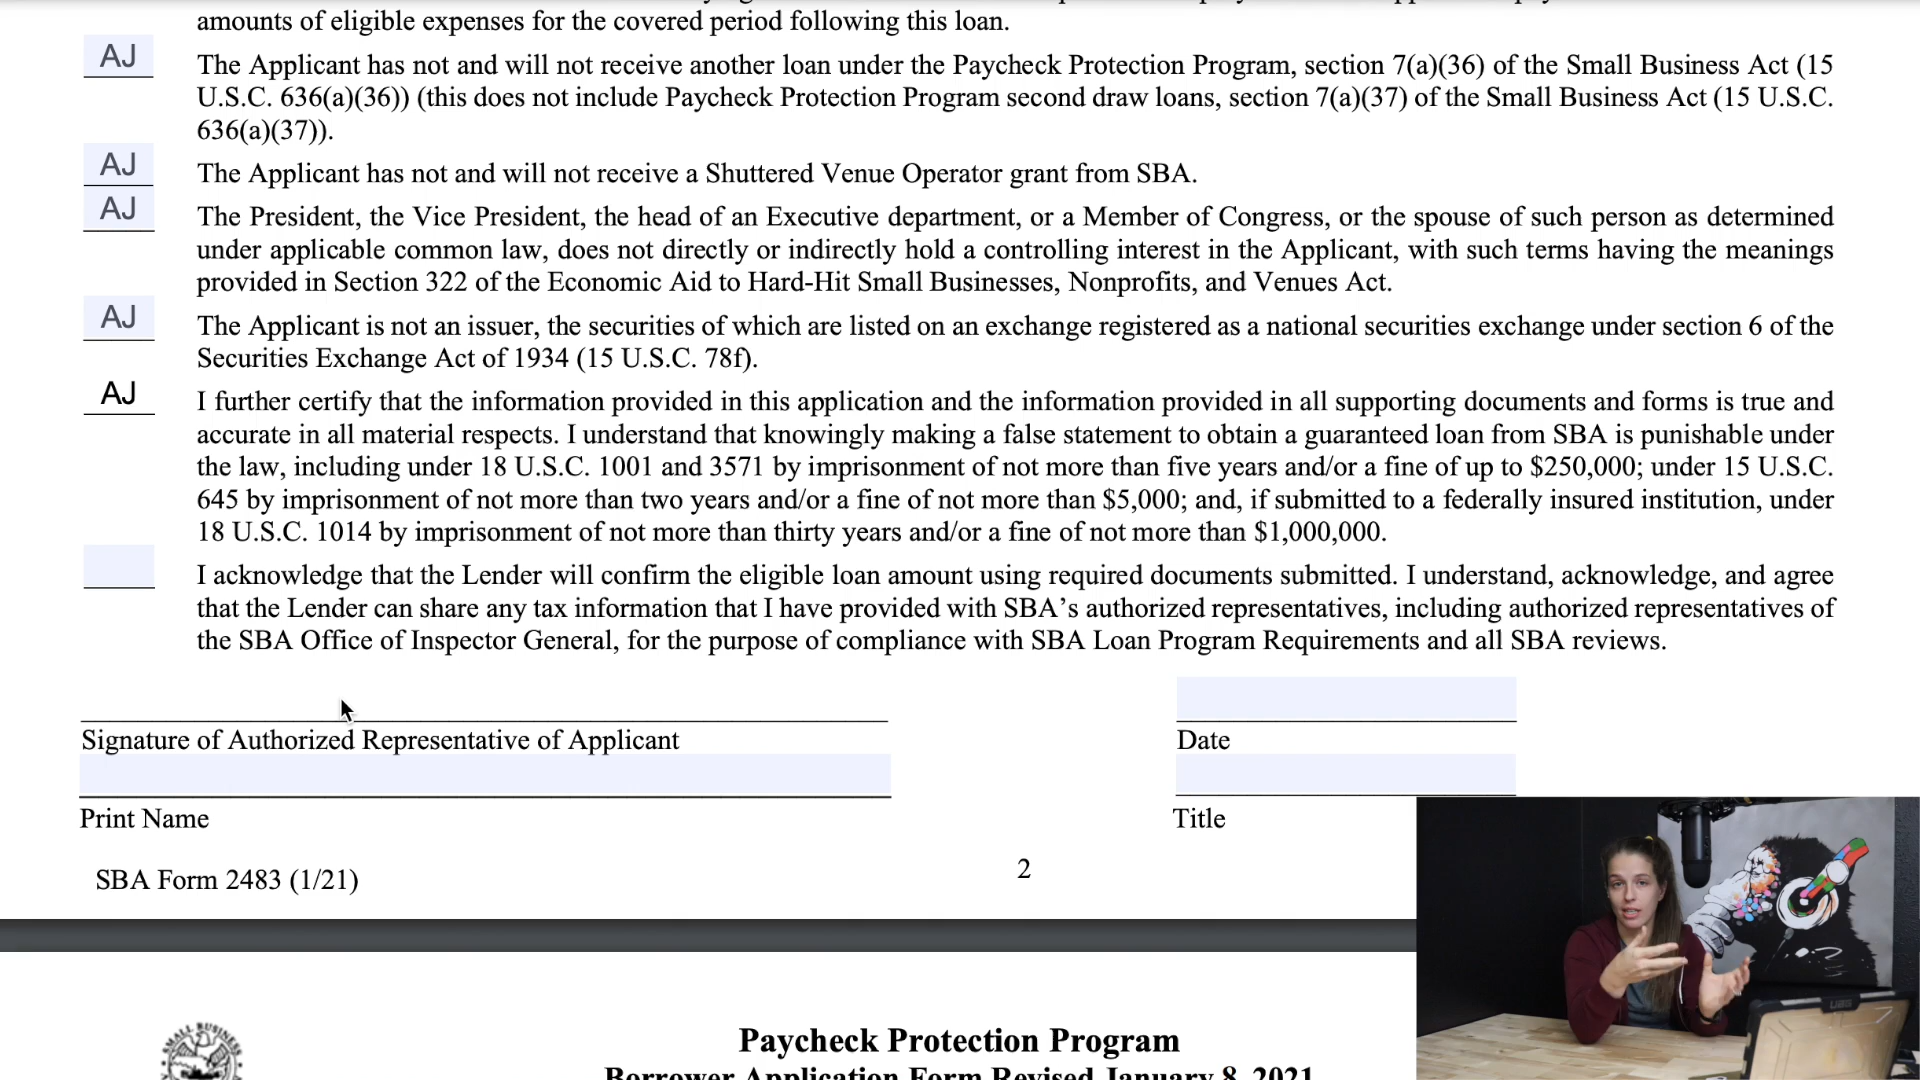 amounts of eligible expenses for the covered period following this loan.
AJ
The Applicant has not and will not receive another loan under the Paycheck Protection Program, section 7(a)(36) of the Small Business Act (15
U.S.C. 636(a)(36)) (this does not include Paycheck Protection Program second draw loans, section 7(a)(37) of the Small Business Act (15 U.S.C.
636(a)(37)).
AJ
The Applicant has not and will not receive a Shuttered Venue Operator grant from SBA.
AJ
The President, the Vice President, the head of an Executive department, or a Member of Congress, or the spouse of such person as determined
under applicable common law, does not directly or indirectly hold a controlling interest in the Applicant, with such terms having the meanings
provided in Section 322 of the Economic Aid to Hard-Hit Small Businesses, Nonprofits, and Venues Act.
AJ
The Applicant is not an issuer, the securities of which are listed on an exchange registered as a national securities exchange under section 6 of the
Securities Exchange Act of 1934 (15 U.S.C. 78f).
AJ
I further certify that the information provided in this application and the information provided in all supporting documents and forms is true and
accurate in all material respects. I understand that knowingly making a false statement to obtain a guaranteed loan from SBA is punishable under
the law, including under 18 U.S.C. 1001 and 3571 by imprisonment of not more than five years and/or a fine of up to $250,000; under 15 U.S.C.
645 by imprisonment of not more than two years and/or a fine of not more than $5,000; and, if submitted to a federally insured institution, under
18 U.S.C. 1014 by imprisonment of not more than thirty years and/or a fine of not more than $1,000,000.
I acknowledge that the Lender will confirm the eligible loan amount using required documents submitted. I understand, acknowledge, and agree
that the Lender can share any tax information that I have provided with SBA's authorized representatives, including authorized representatives of
the SBA Office of Inspector General, for the purpose of compliance with SBA Loan Program Requirements and all SBA reviews.
Signature of Authorized Representative of Applicant
Date
Print Name
Title
SBA Form 2483 (1/21)
2
SMALL BUSINESS
Paycheck Protection Program
Borrower Application Form Revised January 8, 2021